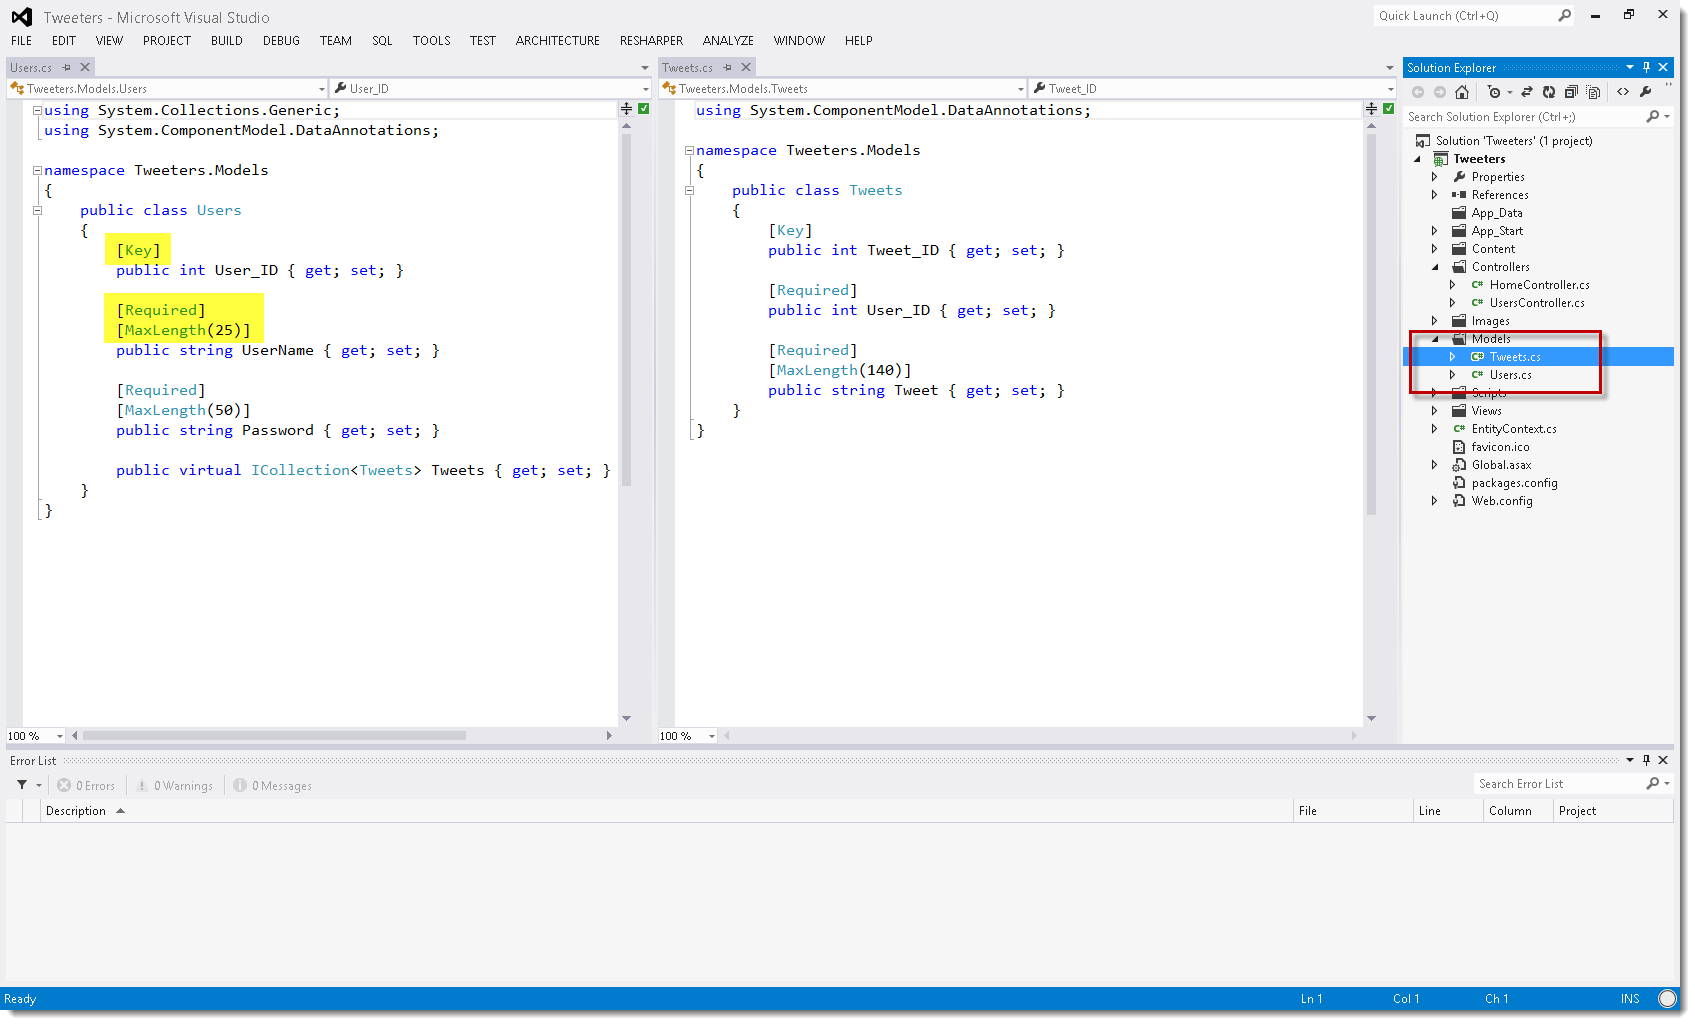 Tweeters - Microsoft Visual Studio
Quick Launch (Ctrl+Q)
FILE EDIT VIEW PROJECT BUILD DEBUG TEAM SQL TOOLS TEST ARCHITECTURE RESHARPER ANALYZE WINDOW HELP
Users.cs
Tweeters.Models.Users
User_ID
using System.Collections.Generic;
using System.ComponentModel.DataAnnotations;
namespace Tweeters.Models
{
public class Users
{
[Key]
public int User_ID { get; set; }
[Required]
[MaxLength(25)]
public string UserName { get; set; }
[Required]
[MaxLength(50)]
public string Password { get; set; }
public virtual ICollection<Tweets> Tweets { get; set; }
}
}
100 %
Tweets.cs
Tweeters.Models.Tweets
Tweet_ID
using System.ComponentModel.DataAnnotations;
namespace Tweeters.Models
{
public class Tweets
{
[Key]
public int Tweet_ID { get; set; }
[Required]
public int User_ID { get; set; }
[Required]
[MaxLength(140)]
public string Tweet { get; set; }
}
}
100 %
Solution Explorer
Search Solution Explorer (Ctrl+;)
Solution 'Tweeters' (1 project)
Tweeters
Properties
References
App_Data
App_Start
Content
Controllers
HomeController.cs
UsersController.cs
Images
Models
Tweets.cs
Users.cs
Scripts
Views
EntityContext.cs
favicon.ico
Global.asax
packages.config
Web.config
Error List
0 Errors
0 Warnings
0 Messages
Search Error List
Description File Line Column Project
Ready Ln 1 Col 1 Ch 1 INS